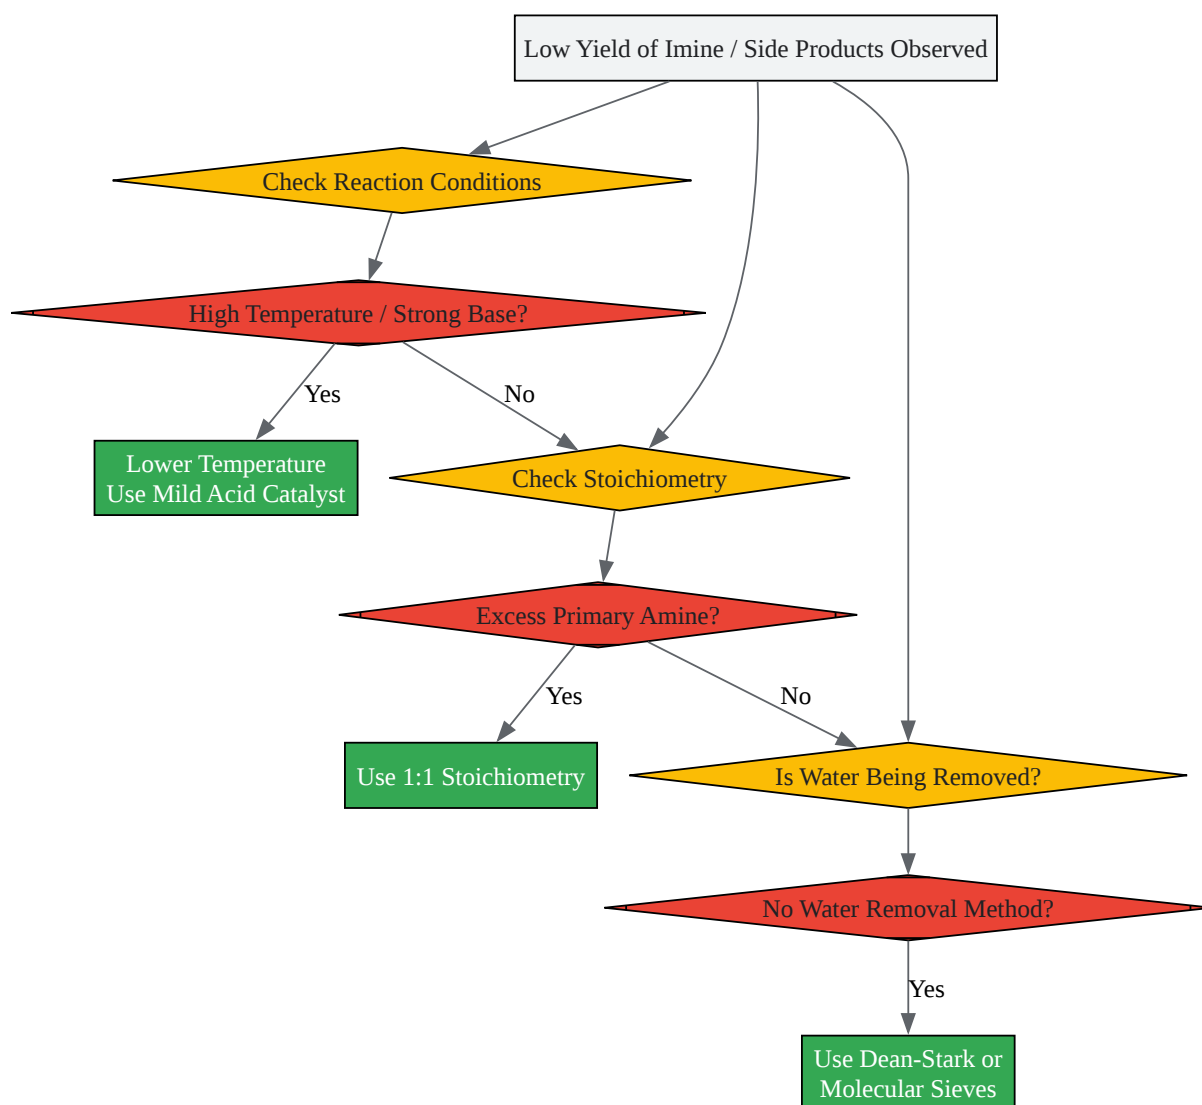 Low Yield of Imine / Side Products Observed
Check Reaction Conditions
High Temperature / Strong Base?
Yes
No
Lower Temperature
Use Mild Acid Catalyst
Check Stoichiometry
Excess Primary Amine?
Yes
No
Use 1:1 Stoichiometry
Is Water Being Removed?
No Water Removal Method?
Yes
Use Dean-Stark or
Molecular Sieves